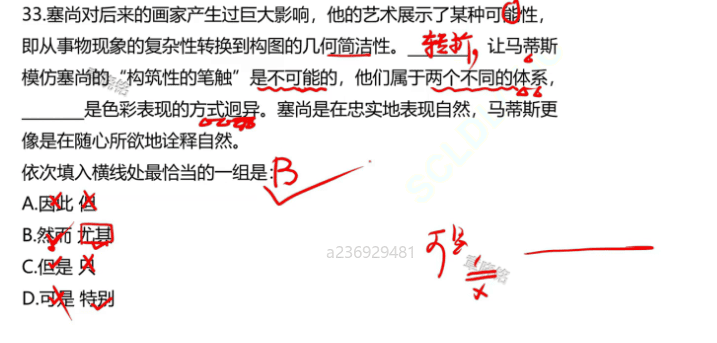 33.塞尚对后来的画家产生过巨大影响，他的艺术展示了某种可能性，
即从事物现象的复杂性转换到构图的几何简洁性。________，让马蒂斯
转折，
模仿塞尚的“构筑性的笔触”是不可能的，他们属于两个不同的体系，
________是色彩表现的方式迥异。塞尚是在忠实地表现自然，马蒂斯更
像是在随心所欲地诠释自然。
依次填入横线处最恰当的一组是：B
A.因此 但
B.然而 尤其
C.但是 只
D.可是 特别
a236929481